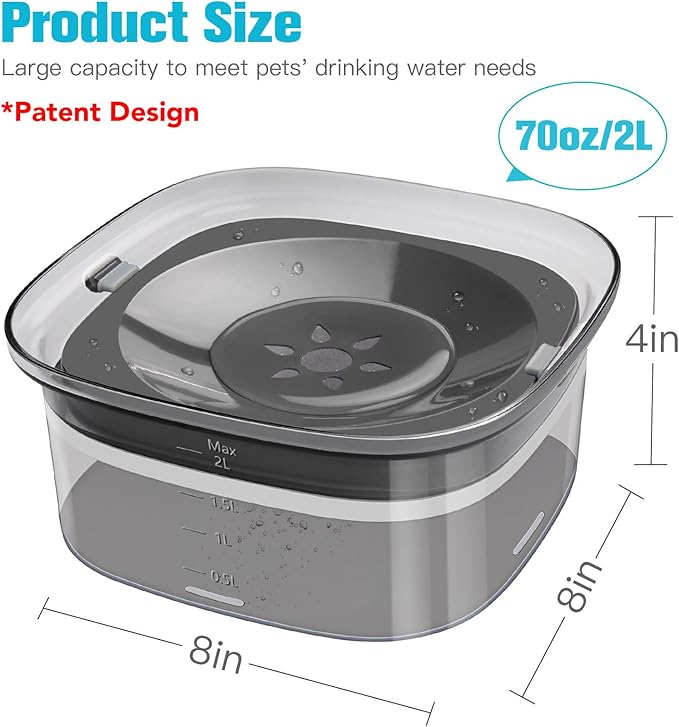 Product Size
Large capacity to meet pets’ drinking water needs
*Patent Design
70oz/2L
4in
Max
2L
1.5L
1L
0.5L
8in
8in